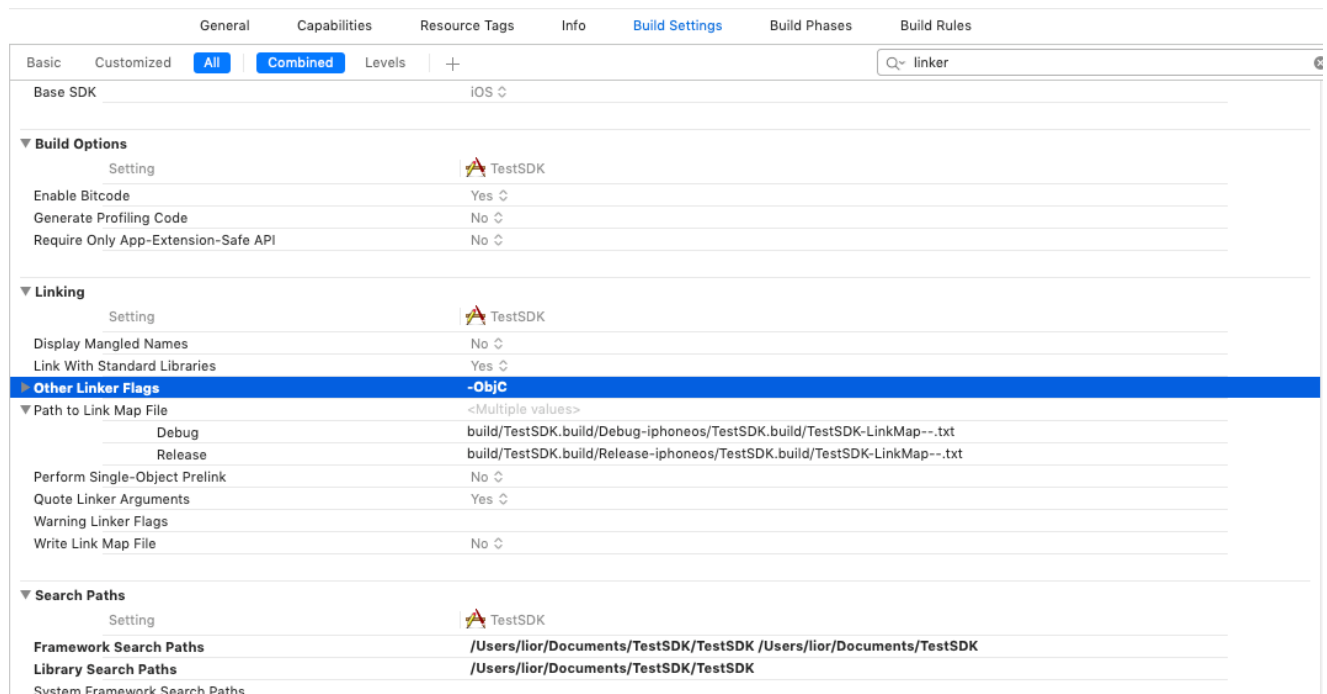 General Capabilities Resource Tags Info Build Settings Build Phases Build Rules
Basic Customized All Combined Levels + linker
Base SDK iOS
Build Options
Setting TestSDK
Enable Bitcode Yes
Generate Profiling Code No
Require Only App-Extension-Safe API No
Linking
Setting TestSDK
Display Mangled Names No
Link With Standard Libraries Yes
Other Linker Flags -ObjC
Path to Link Map File <Multiple values>
Debug build/TestSDK.build/Debug-iphoneos/TestSDK.build/TestSDK-LinkMap--.txt
Release build/TestSDK.build/Release-iphoneos/TestSDK.build/TestSDK-LinkMap--.txt
Perform Single-Object Prelink No
Quote Linker Arguments Yes
Warning Linker Flags
Write Link Map File No
Search Paths
Setting TestSDK
Framework Search Paths /Users/lior/Documents/TestSDK/TestSDK /Users/lior/Documents/TestSDK
Library Search Paths /Users/lior/Documents/TestSDK/TestSDK
System Framework Search Paths